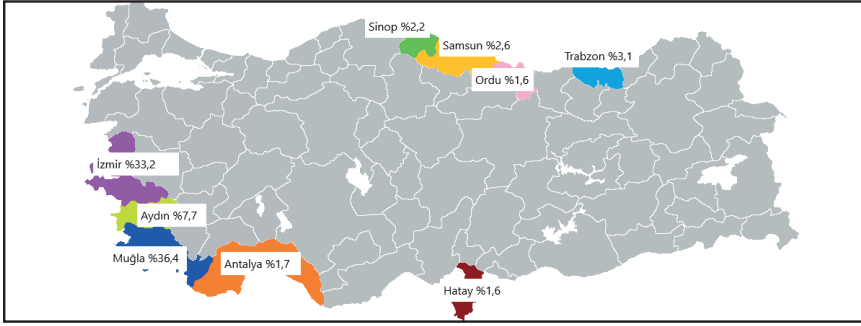 Sinop %2,2
Samsun %2,6
Trabzon %3,1
Ordu %1,6
İzmir %33,2
Aydın %7,7
Muğla %36,4
Antalya %1,7
Hatay %1,6